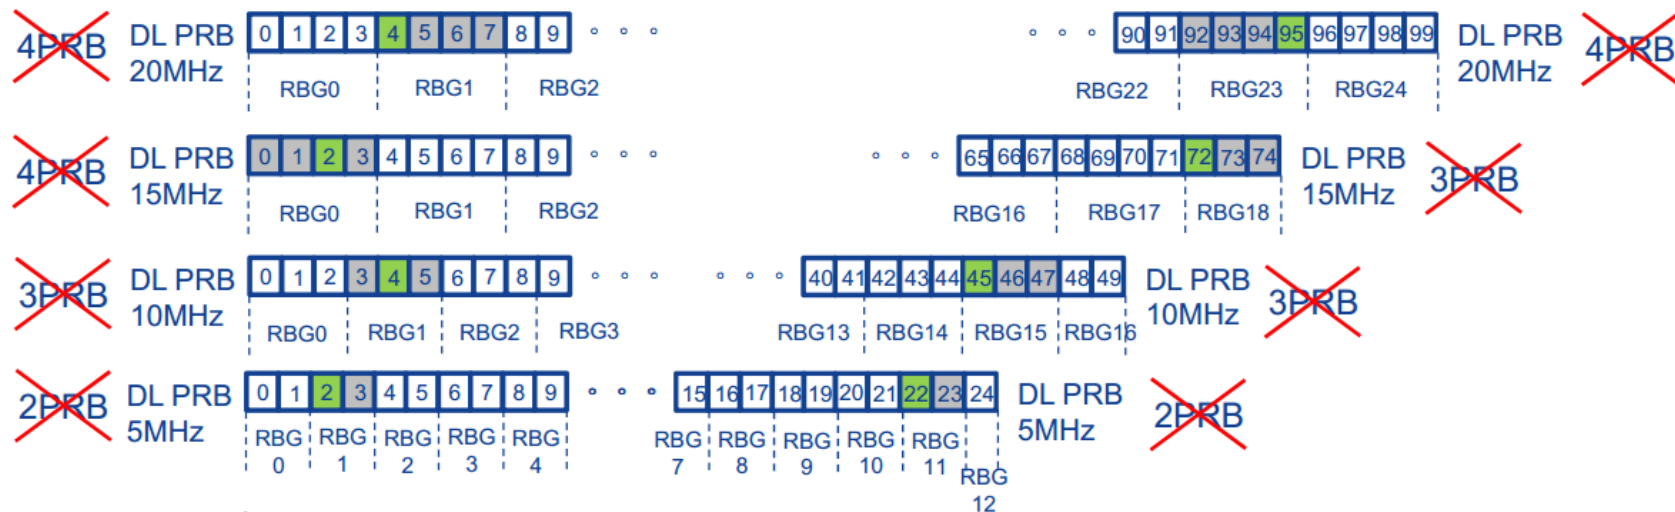 4PRB DL PRB 20MHz 0 1 2 3 4 5 6 7 8 9 90 91 92 93 94 95 96 97 98 99 DL PRB 20MHz 4PRB
RBG0 RBG1 RBG2 RBG22 RBG23 RBG24
4PRB DL PRB 15MHz 0 1 2 3 4 5 6 7 8 9 65 66 67 68 69 70 71 72 73 74 DL PRB 15MHz 3PRB
RBG0 RBG1 RBG2 RBG16 RBG17 RBG18
3PRB DL PRB 10MHz 0 1 2 3 4 5 6 7 8 9 40 41 42 43 44 45 46 47 48 49 DL PRB 10MHz 3PRB
RBG0 RBG1 RBG2 RBG3 RBG13 RBG14 RBG15 RBG16
2PRB DL PRB 5MHz 0 1 2 3 4 5 6 7 8 9 15 16 17 18 19 20 21 22 23 24 DL PRB 5MHz 2PRB
RBG 0 RBG 1 RBG 2 RBG 3 RBG 4 RBG 7 RBG 8 RBG 9 RBG 10 RBG 11 RBG 12